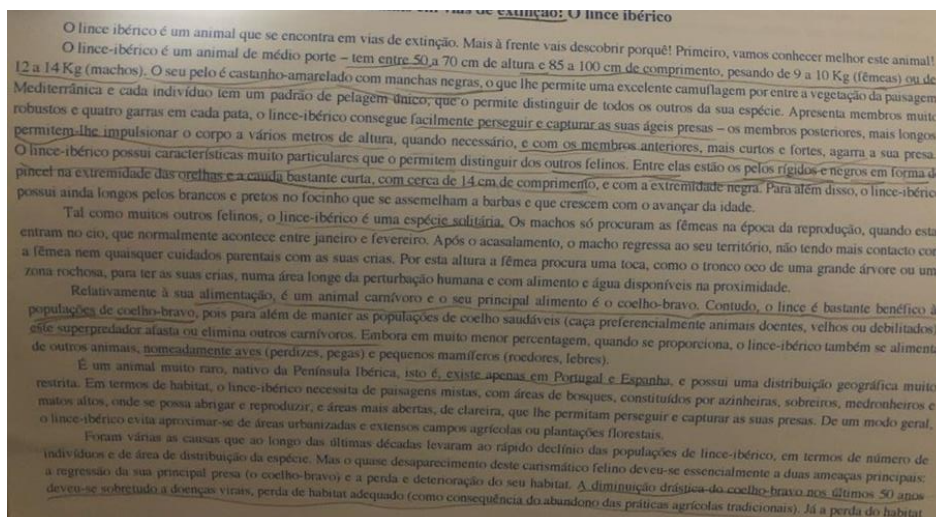 em vias de extinção: O lince ibérico
O lince ibérico é um animal que se encontra em vias de extinção. Mais à frente vais descobrir porquê! Primeiro, vamos conhecer melhor este animal!
O lince-ibérico é um animal de médio porte – tem entre 50 a 70 cm de altura e 85 a 100 cm de comprimento, pesando de 9 a 10 Kg (fêmeas) ou de
12 a 14 Kg (machos). O seu pelo é castanho-amarelado com manchas negras, o que lhe permite uma excelente camuflagem por entre a vegetação da paisagem
Mediterrânica e cada indivíduo tem um padrão de pelagem único, que o permite distinguir de todos os outros da sua espécie. Apresenta membros muito
robustos e quatro garras em cada pata, o lince-ibérico consegue facilmente perseguir e capturar as suas ágeis presas – os membros posteriores, mais longos
permitem-lhe impulsionar o corpo a vários metros de altura, quando necessário, e com os membros anteriores, mais curtos e fortes, agarra a sua presa.
O lince-ibérico possui características muito particulares que o permitem distinguir dos outros felinos. Entre elas estão os pelos rígidos e negros em forma d
pincel na extremidade das orelhas e a cauda bastante curta, com cerca de 14 cm de comprimento, e com a extremidade negra. Para além disso, o lince-ibéric
possui ainda longos pelos brancos e pretos no focinho que se assemelham a barbas e que crescem com o avançar da idade.
Tal como muitos outros felinos, o lince-ibérico é uma espécie solitária. Os machos só procuram as fêmeas na época da reprodução, quando esta
entram no cio, que normalmente acontece entre janeiro e fevereiro. Após o acasalamento, o macho regressa ao seu território, não tendo mais contacto con
a fêmea nem quaisquer cuidados parentais com as suas crias. Por esta altura a fêmea procura uma toca, como o tronco oco de uma grande árvore ou um
zona rochosa, para ter as suas crias, numa área longe da perturbação humana e com alimento e água disponíveis na proximidade.
Relativamente à sua alimentação, é um animal carnívoro e o seu principal alimento é o coelho-bravo. Contudo, o lince é bastante benéfico à
populações de coelho-bravo, pois para além de manter as populações de coelho saudáveis (caça preferencialmente animais doentes, velhos ou debilitados)
este superpredador afasta ou elimina outros carnívoros. Embora em muito menor percentagem, quando se proporciona, o lince-ibérico também se aliment
de outros animais, nomeadamente aves (perdizes, pegas) e pequenos mamíferos (roedores, lebres).
É um animal muito raro, nativo da Península Ibérica, isto é, existe apenas em Portugal e Espanha, e possui uma distribuição geográfica muito
restrita. Em termos de habitat, o lince-ibérico necessita de paisagens mistas, com áreas de bosques, constituídos por azinheiras, sobreiros, medronheiros e
matos altos, onde se possa abrigar e reproduzir, e áreas mais abertas, de clareira, que lhe permitam perseguir e capturar as suas presas. De um modo geral,
o lince-ibérico evita aproximar-se de áreas urbanizadas e extensos campos agrícolas ou plantações florestais.
Foram várias as causas que ao longo das últimas décadas levaram ao rápido declínio das populações de lince-ibérico, em termos de número de
indivíduos e de área de distribuição da espécie. Mas o quase desaparecimento deste carismático felino deveu-se essencialmente a duas ameaças principais:
a regressão da sua principal presa (o coelho-bravo) e a perda e deterioração do seu habitat. A diminuição drástica do coelho-bravo nos últimos 50 anos
deveu-se sobretudo a doenças virais, perda de habitat adequado (como consequência do abandono das práticas agrícolas tradicionais). Já a perda do habitat